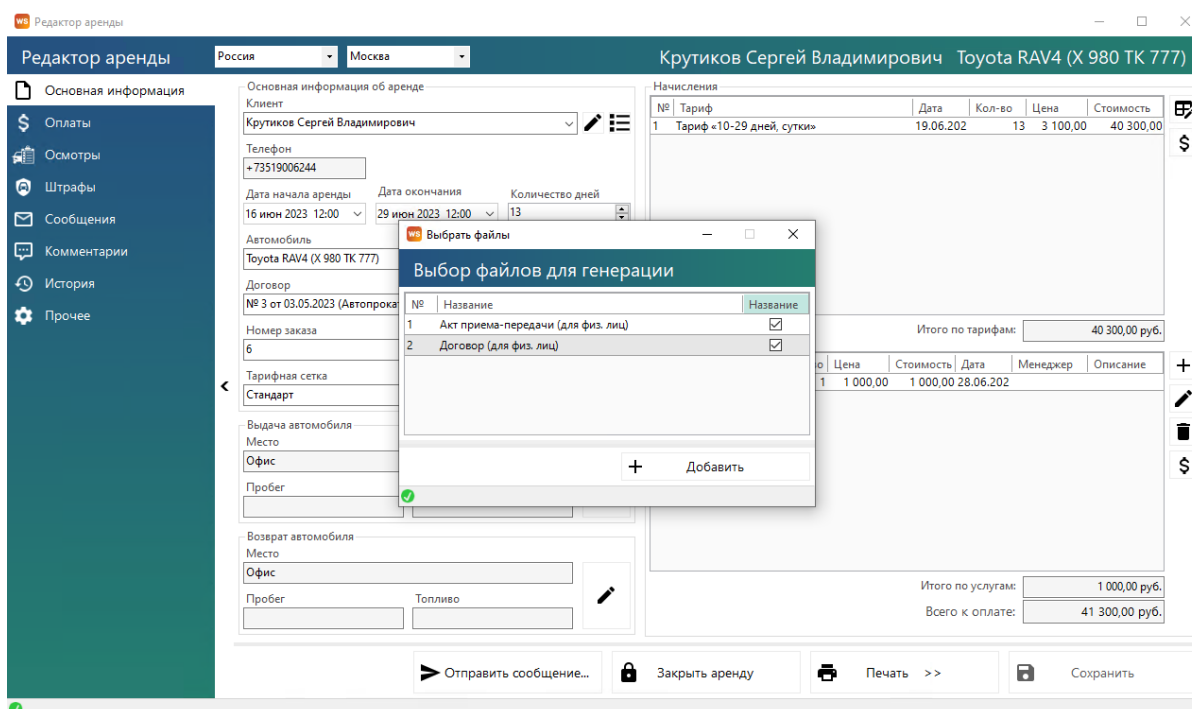 Редактор аренды
Редактор аренды
Россия
Москва
Крутиков Сергей Владимирович Toyota RAV4 (X 980 TK 777)
Основная информация
Оплаты
Осмотры
Штрафы
Сообщения
Комментарии
История
Прочее
Основная информация об аренде
Клиент
Крутиков Сергей Владимирович
Телефон
+73519006244
Дата начала аренды Дата окончания Количество дней
16 июн 2023 12:00 29 июн 2023 12:00 13
Автомобиль
Toyota RAV4 (X 980 TK 777)
Договор
№ 3 от 03.05.2023 (Автопрока
Номер заказа
6
Тарифная сетка
Стандарт
Выдача автомобиля
Место
Офис
Пробег
Возврат автомобиля
Место
Офис
Пробег Топливо
Начисления
№ Тариф Дата Кол-во Цена Стоимость
1 Тариф «10-29 дней, сутки» 19.06.202 13 3 100,00 40 300,00
Итого по тарифам: 40 300,00 руб.
во Цена Стоимость Дата Менеджер Описание
1 1 000,00 1 000,00 28.06.202
Итого по услугам: 1 000,00 руб.
Всего к оплате: 41 300,00 руб.
WS Выбрать файлы
Выбор файлов для генерации
№ Название Название
1 Акт приема-передачи (для физ. лиц)
2 Договор (для физ. лиц)
+ Добавить
Отправить сообщение...
Закрыть аренду
Печать >>
Сохранить